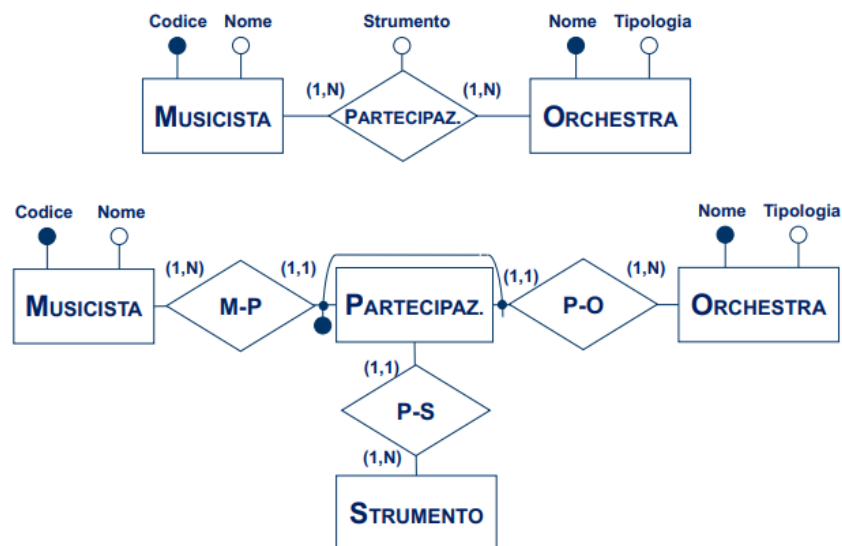 Codice Nome Strumento Nome Tipologia
(1,N) (1,N)
MUSICISTA PARTECIPAZ. ORCHESTRA
Codice Nome Nome Tipologia
(1,N) (1,1) (1,1) (1,N)
MUSICISTA M-P PARTECIPAZ. P-O ORCHESTRA
(1,1)
P-S
(1,N)
STRUMENTO